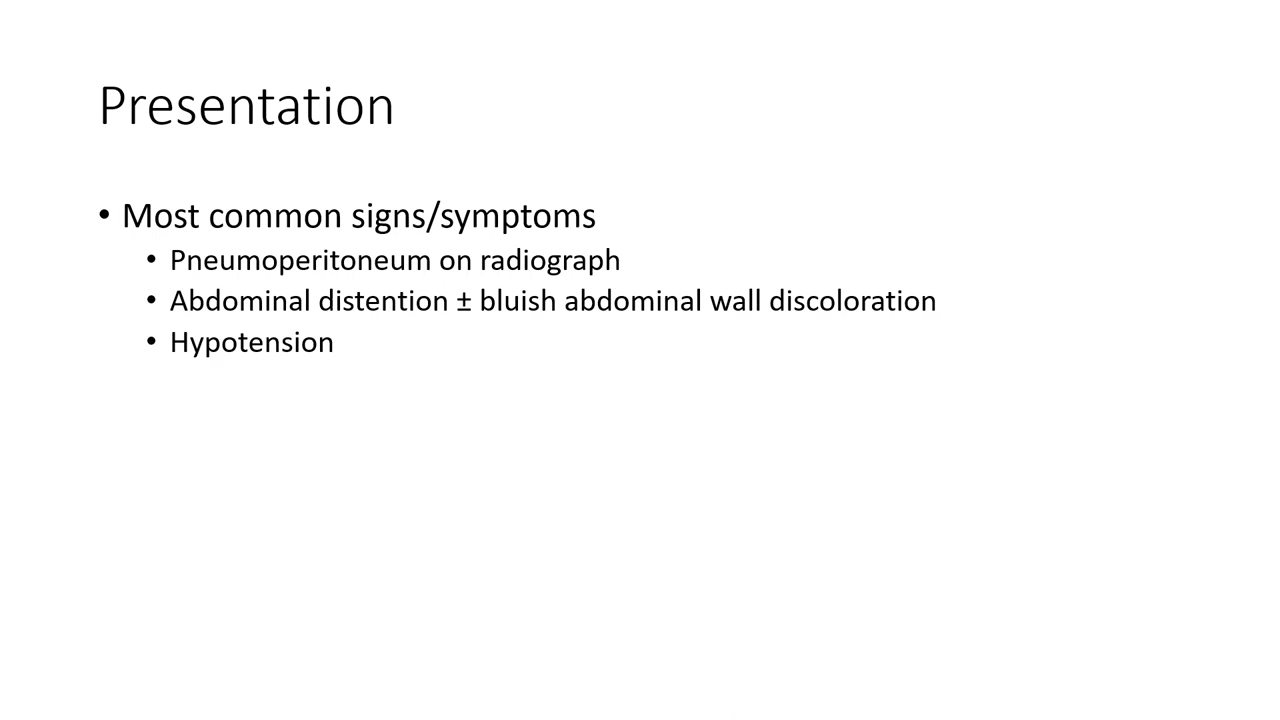 Presentation
• Most common signs/symptoms
• Pneumoperitoneum on radiograph
• Abdominal distention ± bluish abdominal wall discoloration
• Hypotension